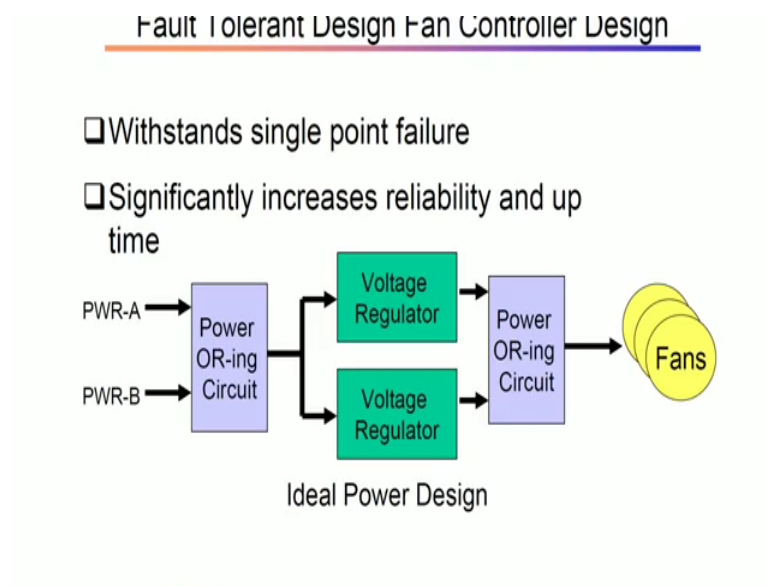 Fault Tolerant Design Fan Controller Design
Withstands single point failure
Significantly increases reliability and up
time
PWR-A
PWR-B
Power
OR-ing
Circuit
Voltage
Regulator
Voltage
Regulator
Power
OR-ing
Circuit
Fans
Ideal Power Design